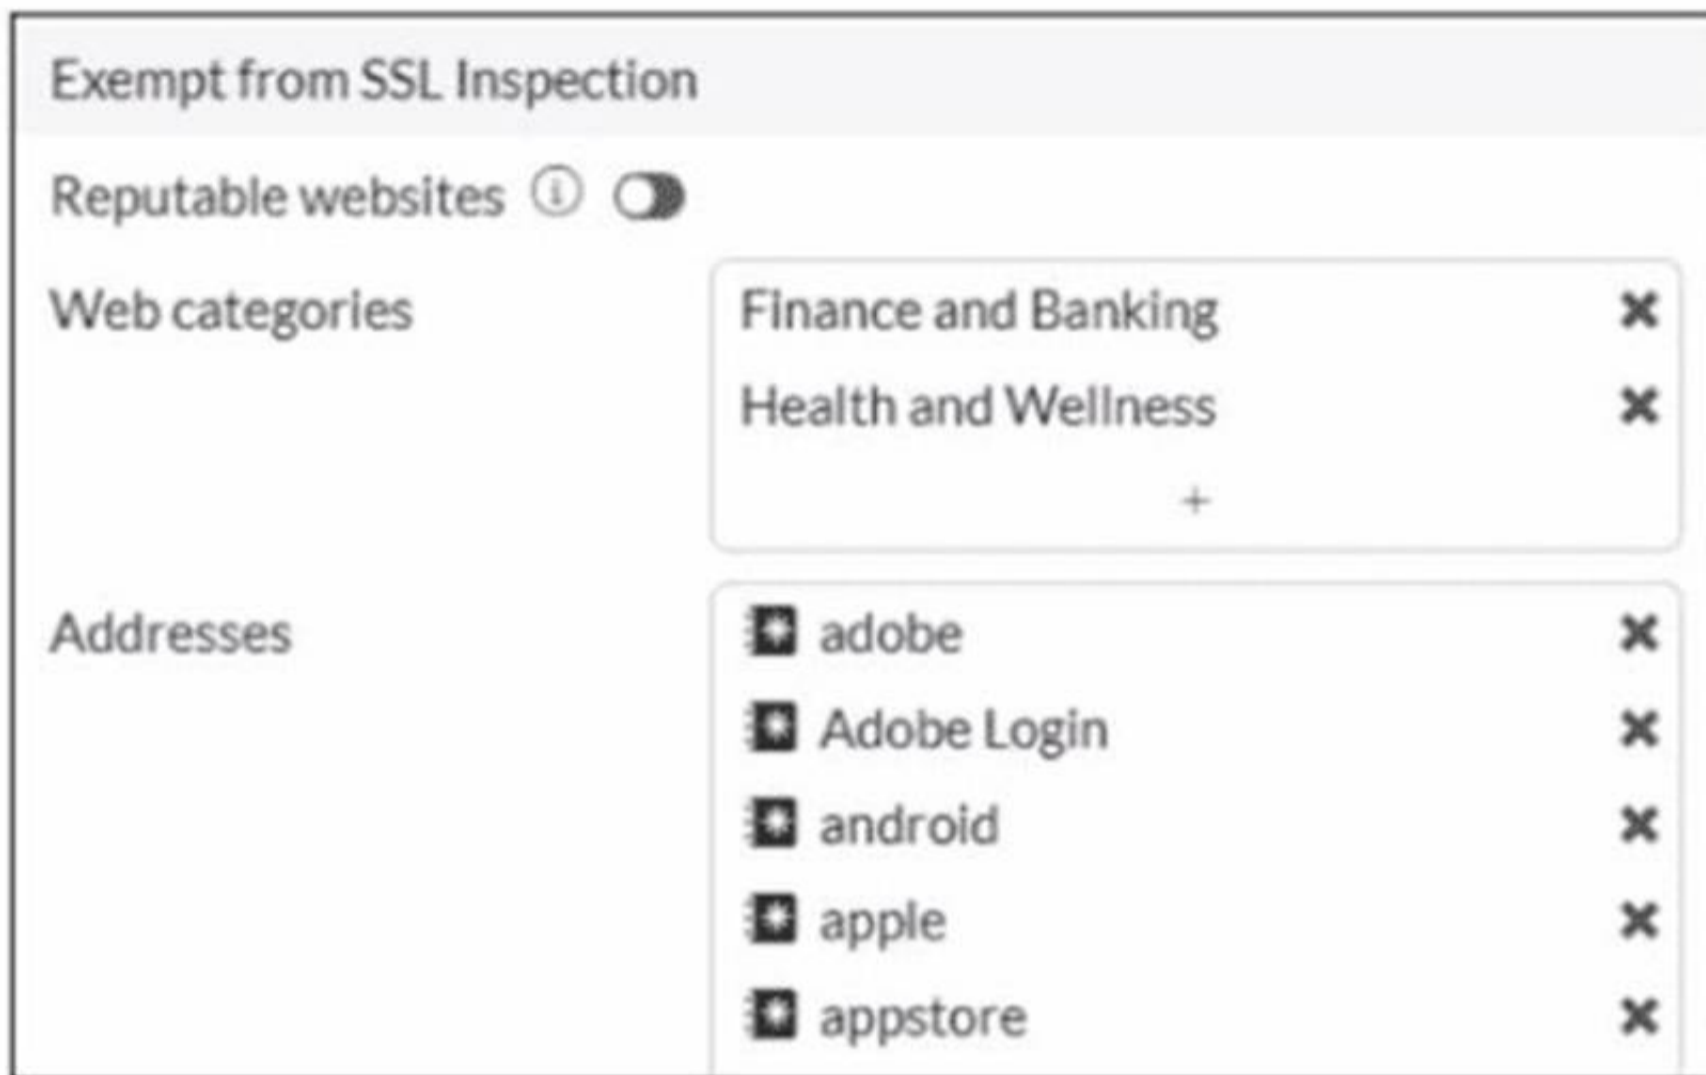 Exempt from SSL Inspection
Reputable websites
Web categories
Finance and Banking
Health and Wellness
+
Addresses
adobe
Adobe Login
android
apple
appstore